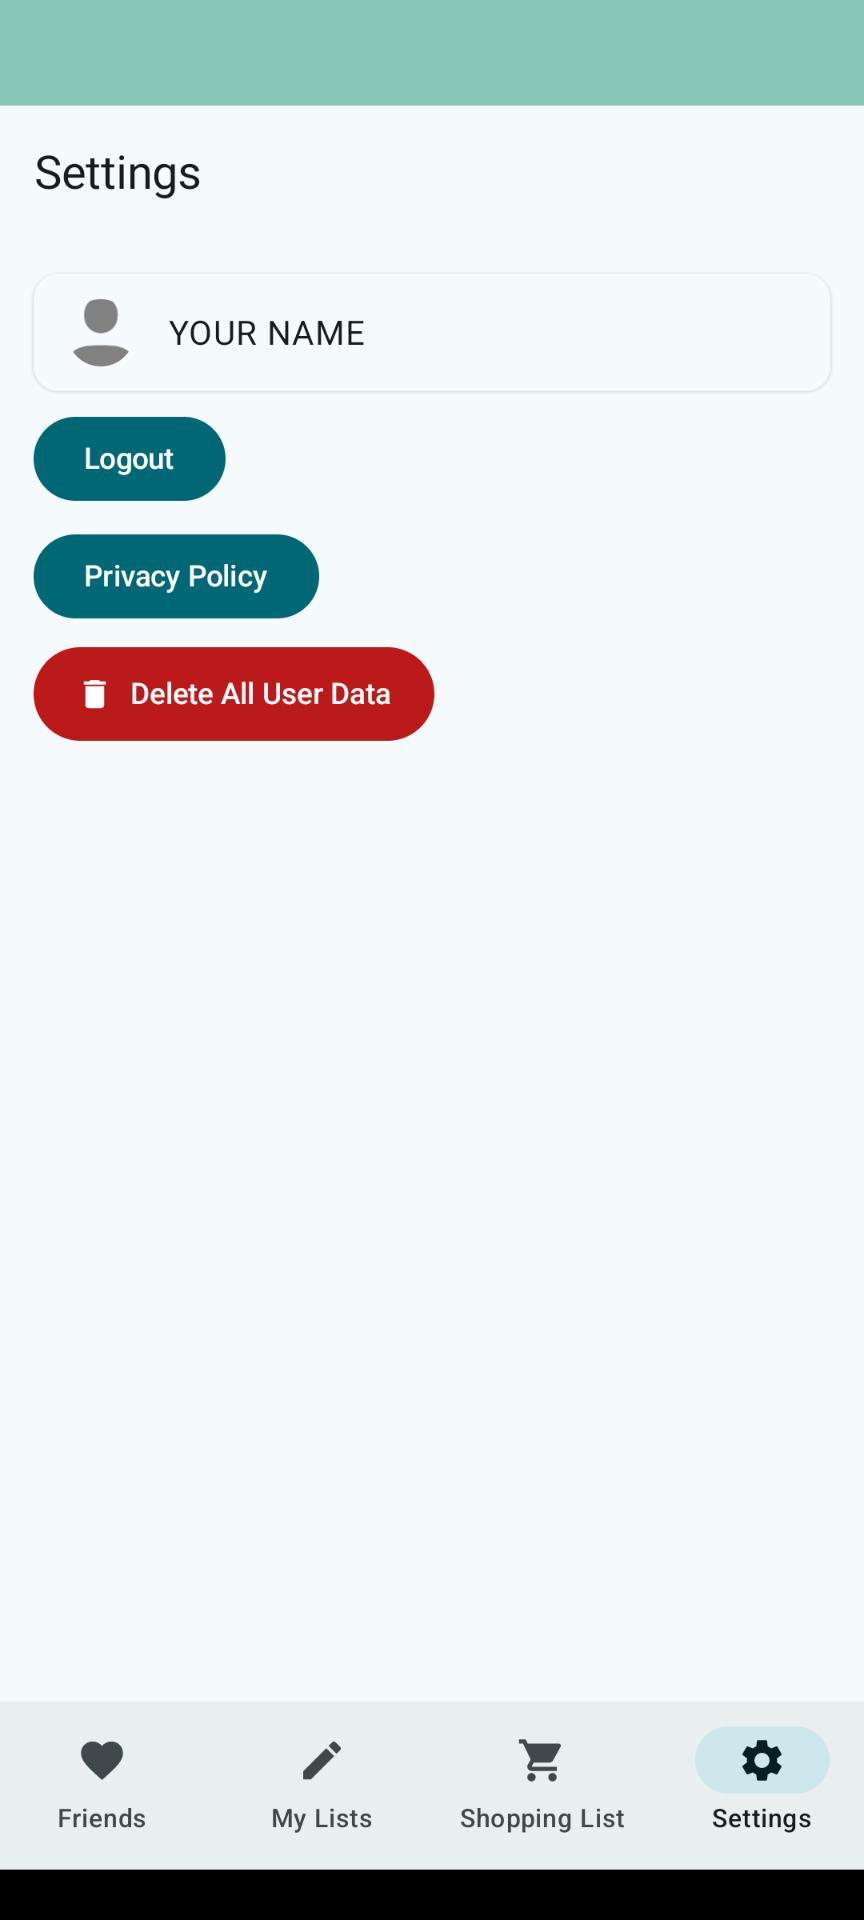 Settings
YOUR NAME
Logout
Privacy Policy
Delete All User Data
Friends
My Lists
Shopping List
Settings